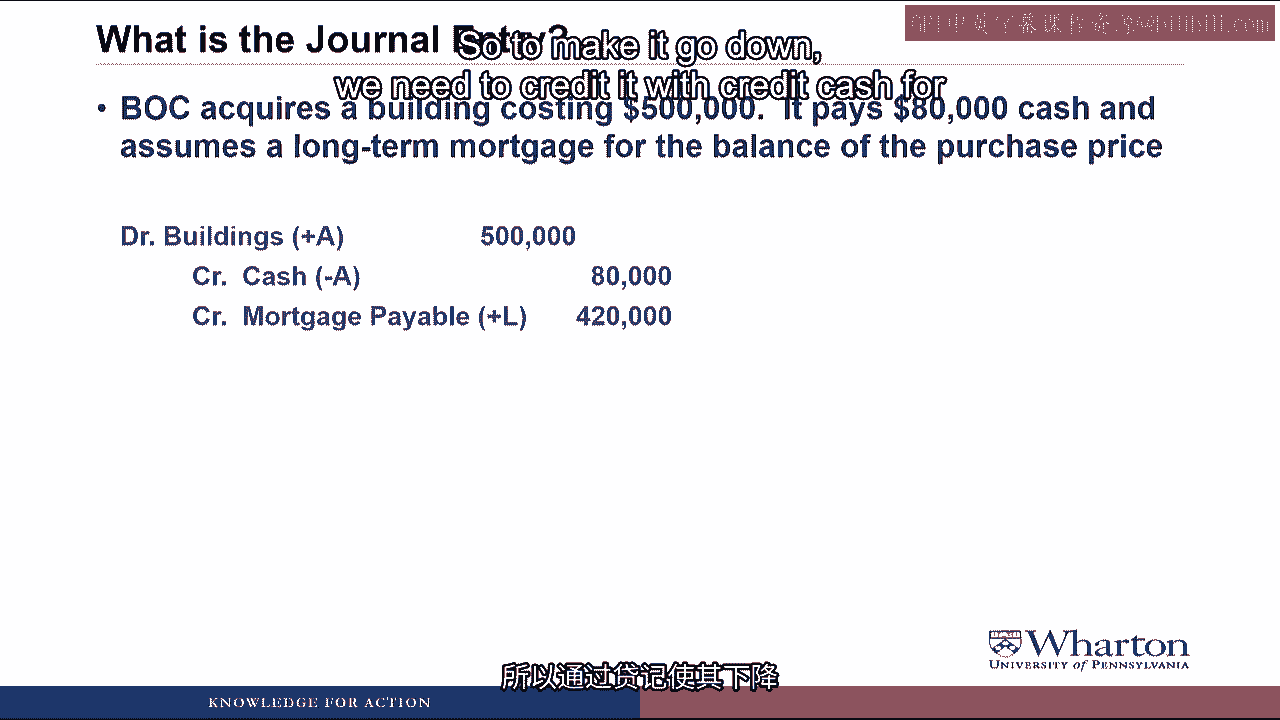 What is the Journal Entry?
So to make it go down,
we need to credit it with credit cash for
• BOC acquires a building costing $500,000. It pays $80,000 cash and
assumes a long-term mortgage for the balance of the purchase price
Dr. Buildings (+A) 500,000
Cr. Cash (-A) 80,000
Cr. Mortgage Payable (+L) 420,000
Wharton
UNIVERSITY of PENNSYLVANIA
所以通过贷记使其下降
KNOWLEDGE FOR ACTION